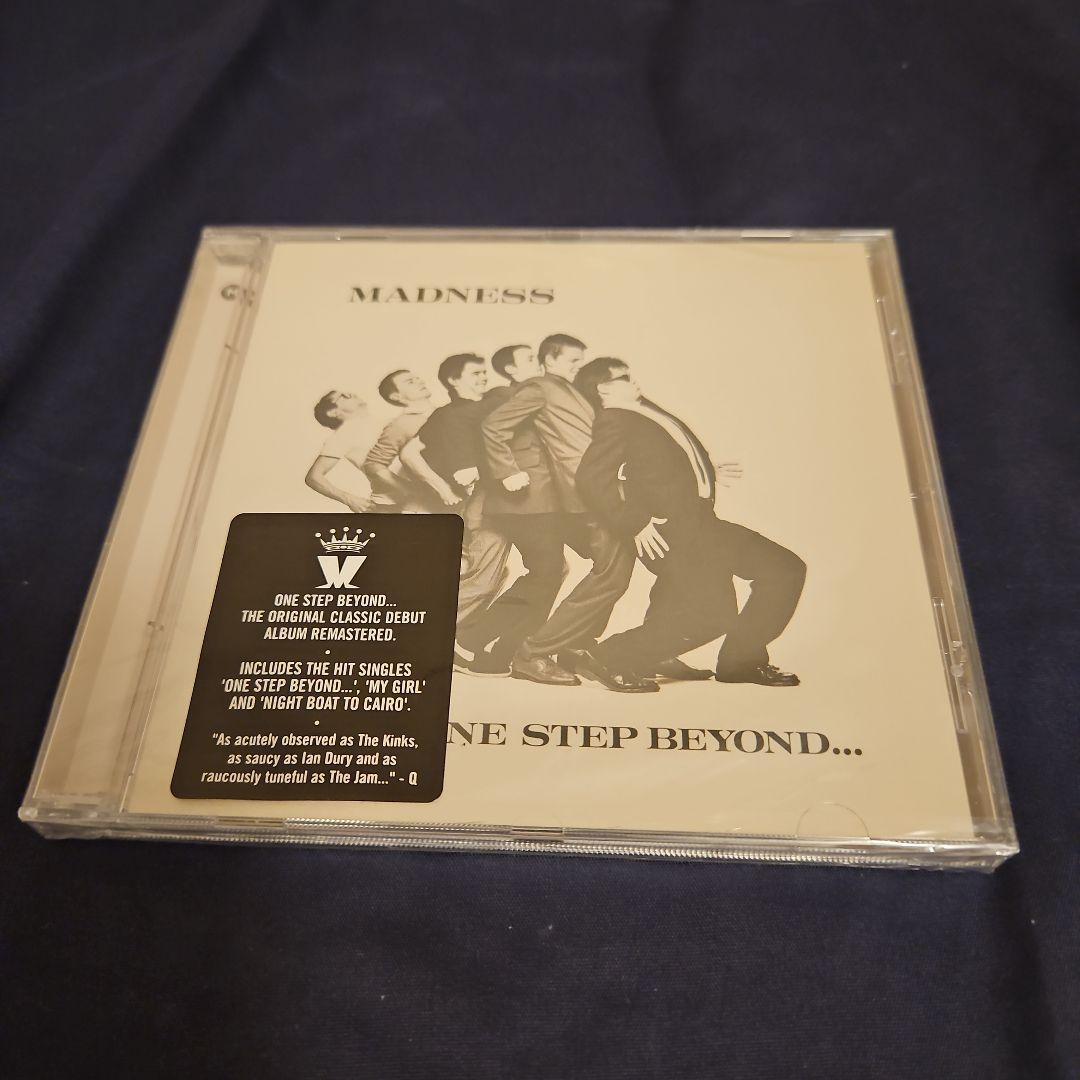 MADNESS
ONE STEP BEYOND...
THE ORIGINAL CLASSIC DEBUT
ALBUM REMASTERED.
•
INCLUDES THE HIT SINGLES
'ONE STEP BEYOND...', 'MY GIRL'
AND 'NIGHT BOAT TO CAIRO'.
•
"As acutely observed as The Kinks,
as saucy as Ian Dury and as
raucously tuneful as The Jam..." - Q
NE STEP BEYOND...